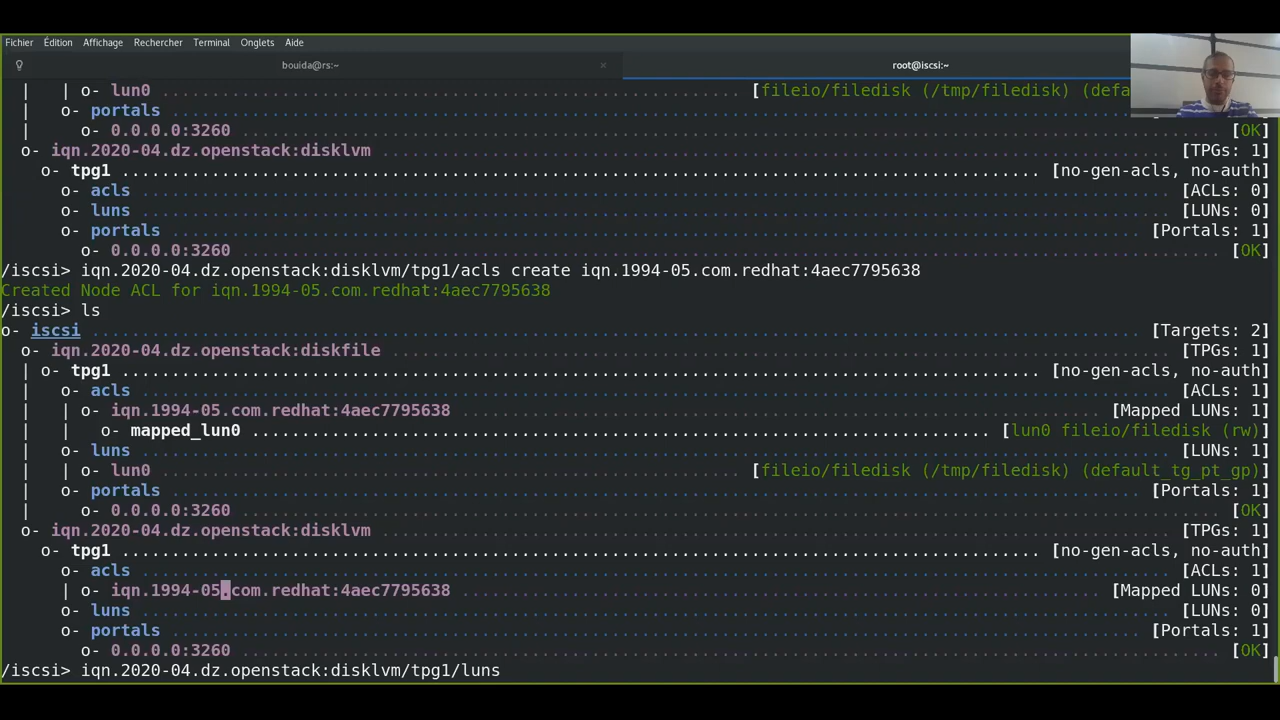 Fichier Édition Affichage Rechercher Terminal Onglets Aide
bouida@rs:~ × root@iscsi:~
| | o- lun0 ............ [fileio/filedisk (/tmp/filedisk) (defa
| o- portals ............
| o- 0.0.0.0:3260 ............ [OK]
o- iqn.2020-04.dz.openstack:disklvm ............ [TPGs: 1]
o- tpg1 ............ [no-gen-acls, no-auth]
o- acls ............ [ACLs: 0]
o- luns ............ [LUNs: 0]
o- portals ............ [Portals: 1]
o- 0.0.0.0:3260 ............ [OK]
/iscsi> iqn.2020-04.dz.openstack:disklvm/tpg1/acls create iqn.1994-05.com.redhat:4aec7795638
Created Node ACL for iqn.1994-05.com.redhat:4aec7795638
/iscsi> ls
o- iscsi ............ [Targets: 2]
o- iqn.2020-04.dz.openstack:diskfile ............ [TPGs: 1]
| o- tpg1 ............ [no-gen-acls, no-auth]
| o- acls ............ [ACLs: 1]
| | o- iqn.1994-05.com.redhat:4aec7795638 ............ [Mapped LUNs: 1]
| | o- mapped_lun0 ............ [lun0 fileio/filedisk (rw)]
| o- luns ............ [LUNs: 1]
| | o- lun0 ............ [fileio/filedisk (/tmp/filedisk) (default_tg_pt_gp)]
| o- portals ............ [Portals: 1]
| o- 0.0.0.0:3260 ............ [OK]
o- iqn.2020-04.dz.openstack:disklvm ............ [TPGs: 1]
o- tpg1 ............ [no-gen-acls, no-auth]
o- acls ............ [ACLs: 1]
| o- iqn.1994-05.com.redhat:4aec7795638 ............ [Mapped LUNs: 0]
o- luns ............ [LUNs: 0]
o- portals ............ [Portals: 1]
o- 0.0.0.0:3260 ............ [OK]
/iscsi> iqn.2020-04.dz.openstack:disklvm/tpg1/luns